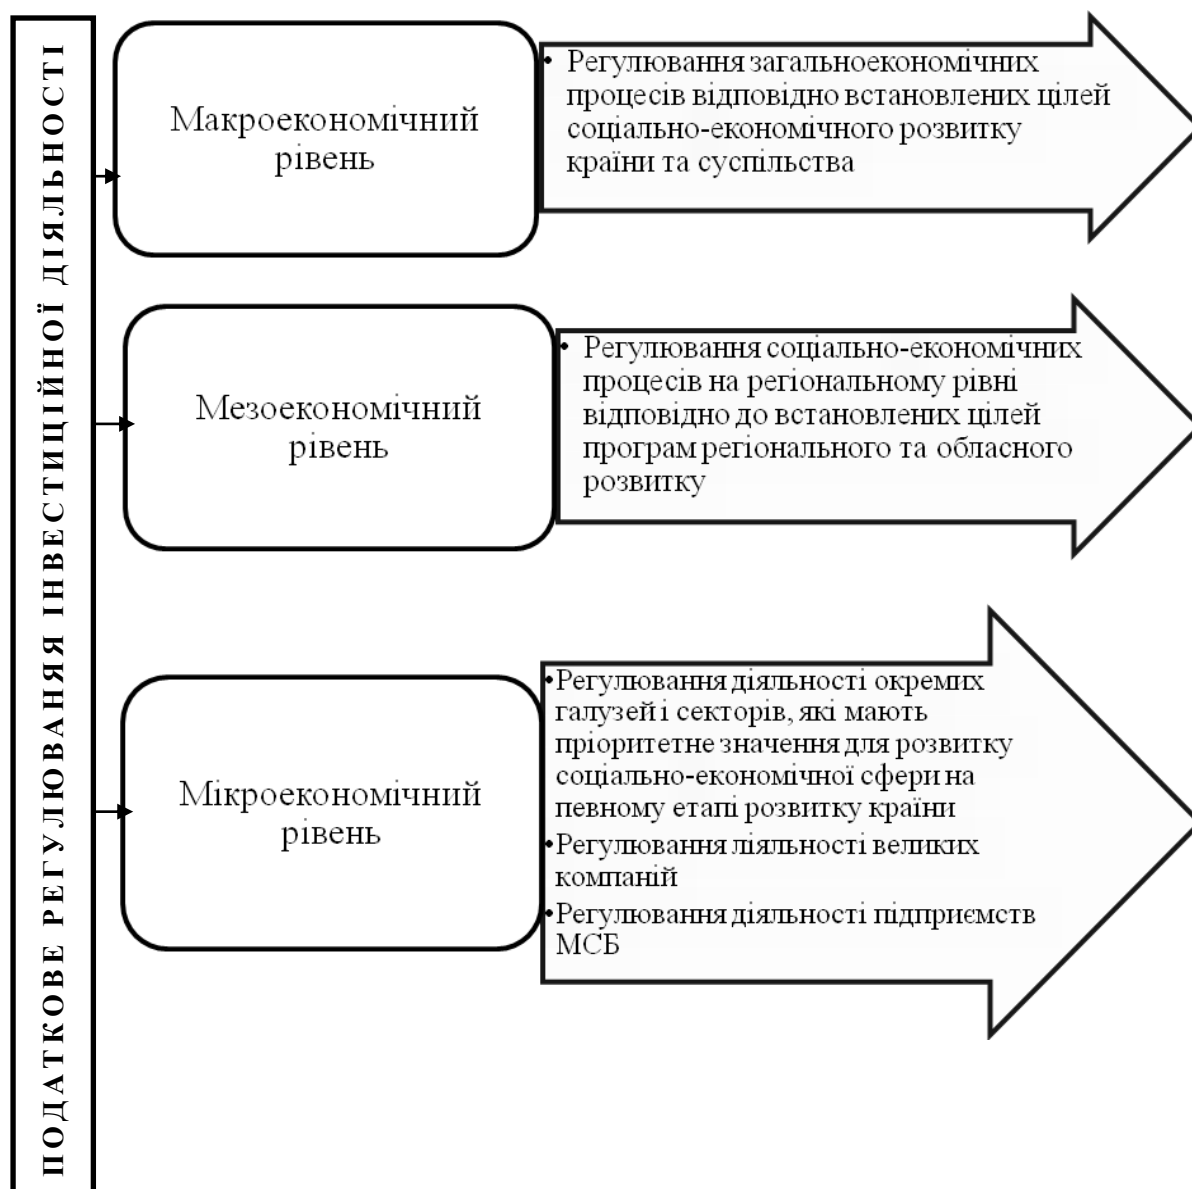 ПОДАТКОВЕ РЕГУЛЮВАННЯ ІНВЕСТИЦІЙНОЇ ДІЯЛЬНОСТІ
Макроекономічний
рівень
• Регулювання загальноекономічних
процесів відповідно встановлених цілей
соціально-економічного розвитку
країни та суспільства
Мезоекономічний
рівень
• Регулювання соціально-економічних
процесів на регіональному рівні
відповідно до встановлених цілей
програм регіонального та обласного
розвитку
Мікроекономічний
рівень
•Регулювання діяльності окремих
галузей і секторів, які мають
пріоритетне значення для розвитку
соціально-економічної сфери на
певному етапі розвитку країни
•Регулювання ліяльності великих
компаній
•Регулювання діяльності підприємств
МСБ